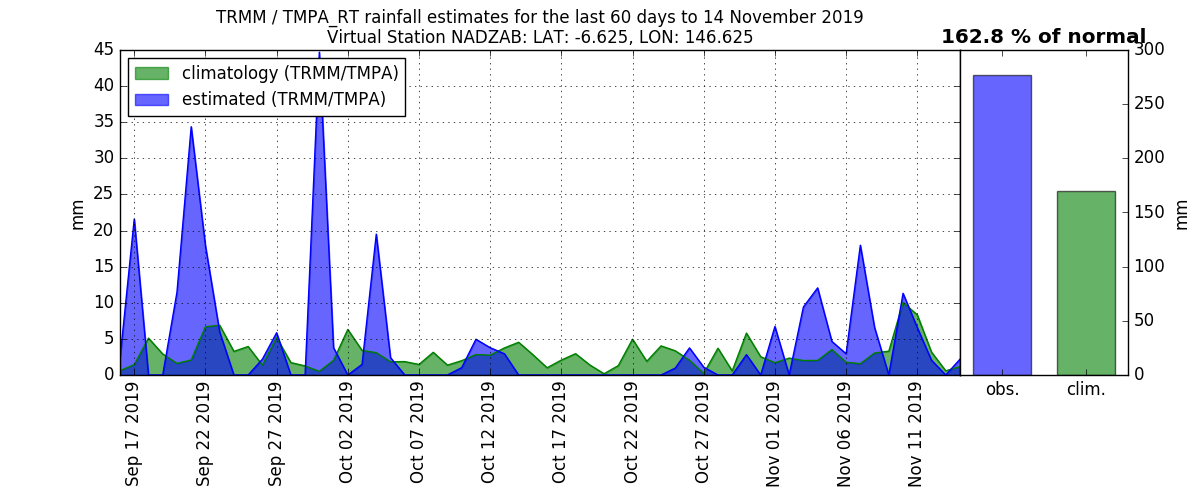 TRMM / TMPA_RT rainfall estimates for the last 60 days to 14 November 2019
Virtual Station NADZAB: LAT: -6.625, LON: 146.625
162.8 % of normal
climatology (TRMM/TMPA)
estimated (TRMM/TMPA)
mm
45
40
35
30
25
20
15
10
5
0
Sep 17 2019
Sep 22 2019
Sep 27 2019
Oct 02 2019
Oct 07 2019
Oct 12 2019
Oct 17 2019
Oct 22 2019
Oct 27 2019
Nov 01 2019
Nov 06 2019
Nov 11 2019
obs.
clim.
300
250
200
150
100
50
0
mm